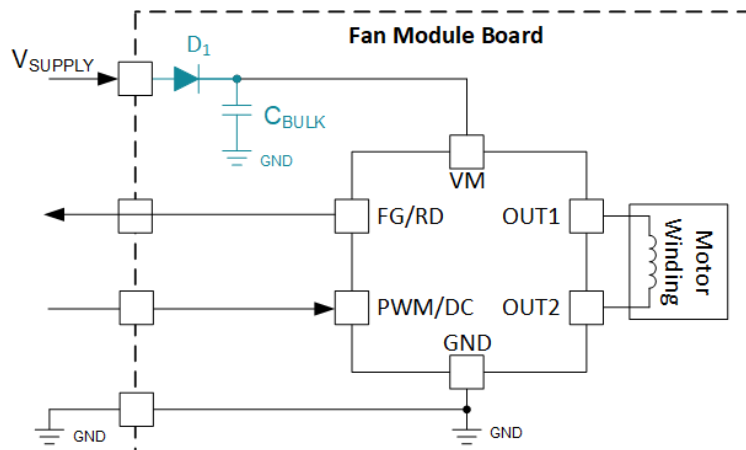 Fan Module Board
VSUPPLY
D1
CBULK
GND
VM
FG/RD
OUT1
PWM/DC
OUT2
GND
Motor
Winding
GND
GND